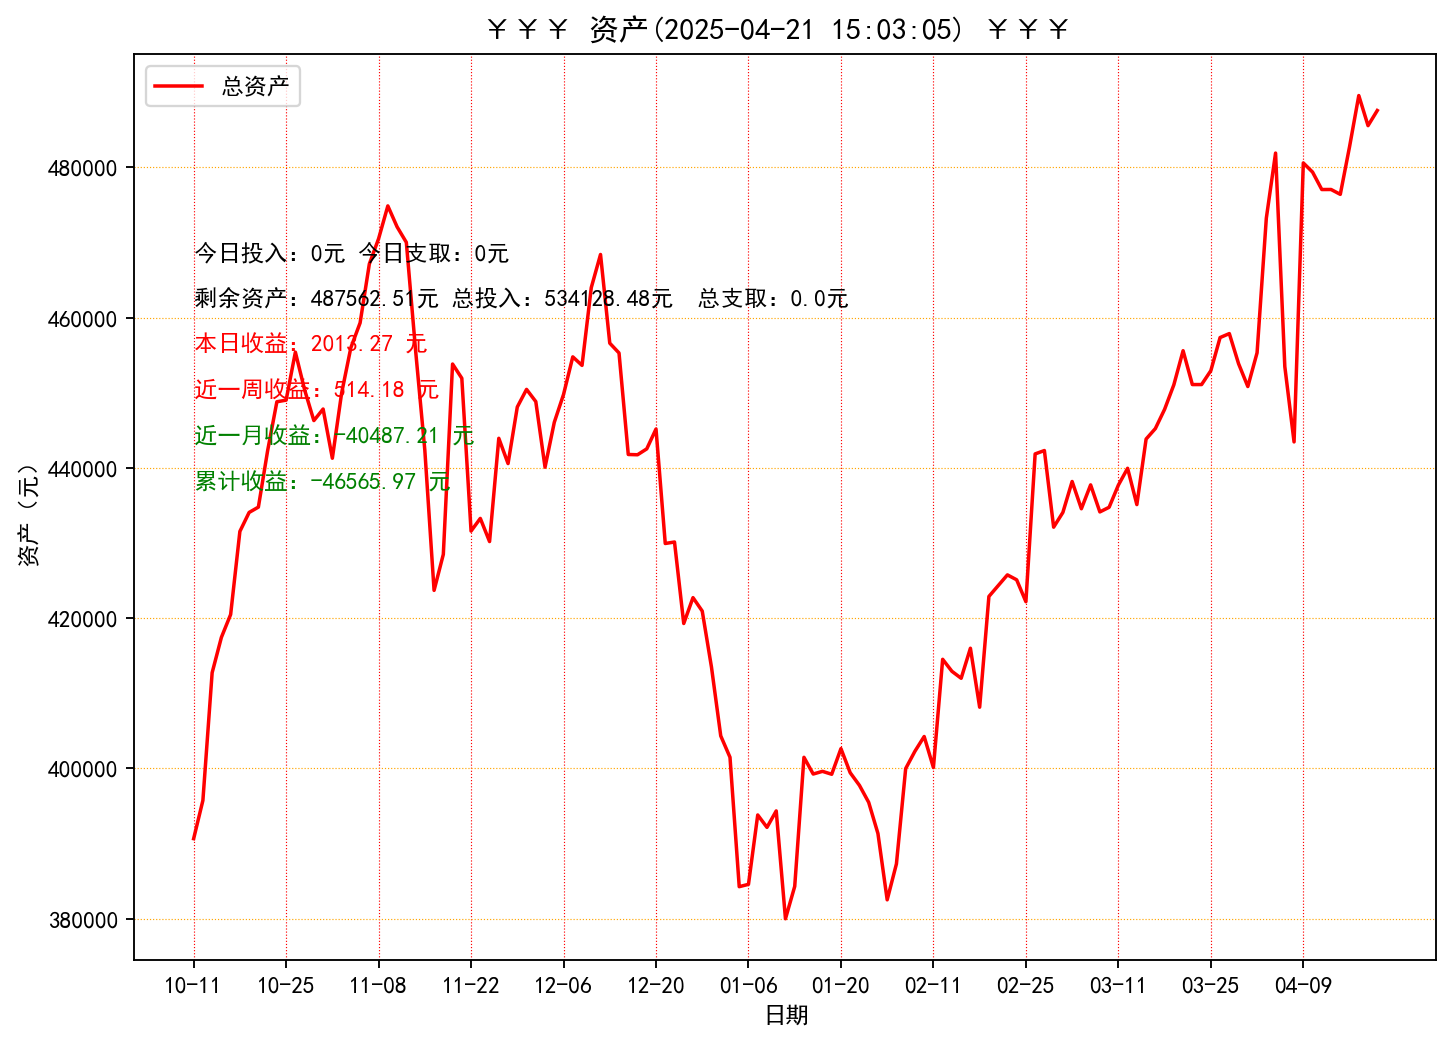 ￥￥￥ 资产(2025-04-21 15:03:05) ￥￥￥
总资产
480000
460000
440000
420000
400000
380000
资产（元）
今日投入：0元 今日支取：0元
剩余资产：487562.51元 总投入：534128.48元 总支取：0.0元
本日收益：2013.27 元
近一周收益：514.18 元
近一月收益：-40487.21 元
累计收益：-46565.97 元
10-11 10-25 11-08 11-22 12-06 12-20 01-06 01-20 02-11 02-25 03-11 03-25 04-09
日期